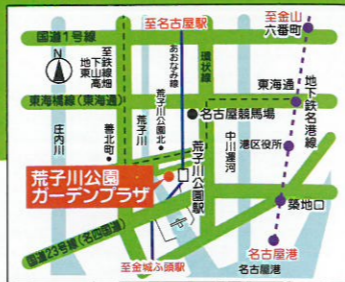 至名古屋駅
至金山
六番町
国道1号線
N
至鉄線
地下山畑
東高
あおなみ線
環状線
東海通
地下鉄名港線
東海橋線(東海通)
荒子川公園北
名古屋競馬場
庄内川
善北町
荒子川
中川運河
港区役所
荒子川公園駅
荒子川公園
ガーデンプラザ
築地口
国道23号線(名四国道)
名古屋港
名古屋港
至金城ふ頭駅